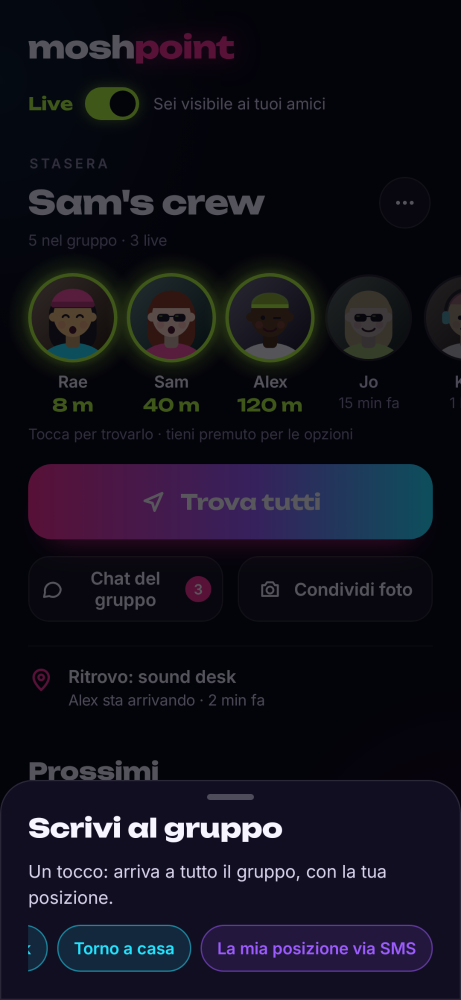 moshpoint
Live Sei visibile ai tuoi amici
STASERA
Sam's crew
5 nel gruppo · 3 live
Rae Sam Alex Jo
8 m 40 m 120 m 15 min fa 1
Tocca per trovarlo · tieni premuto per le opzioni
Trova tutti
Chat del
gruppo
3
Condividi foto
Ritrovo: sound desk
Alex sta arrivando · 2 min fa
Prossimi
Scrivi al gruppo
Un tocco: arriva a tutto il gruppo, con la tua
posizione.
Torno a casa La mia posizione via SMS